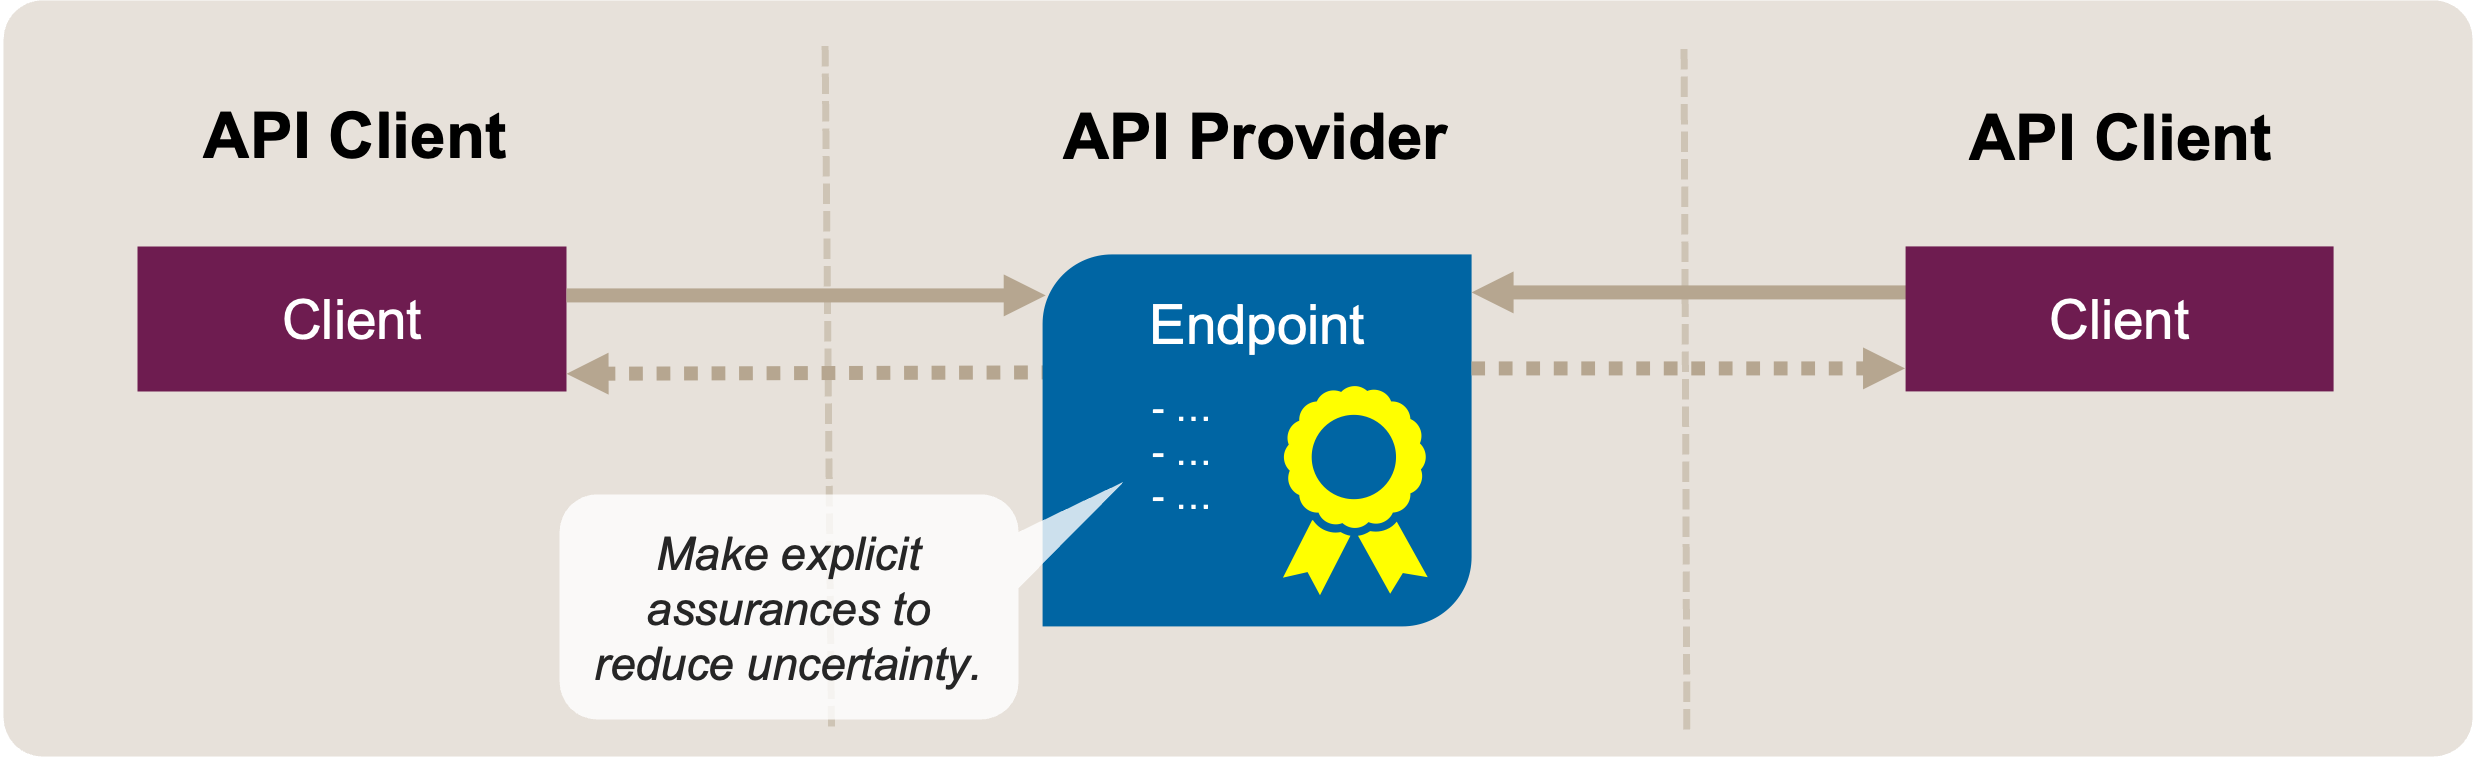 API Client
API Provider
API Client
Client
Endpoint
Client
- ...
- ...
- ...
Make explicit
assurances to
reduce uncertainty.